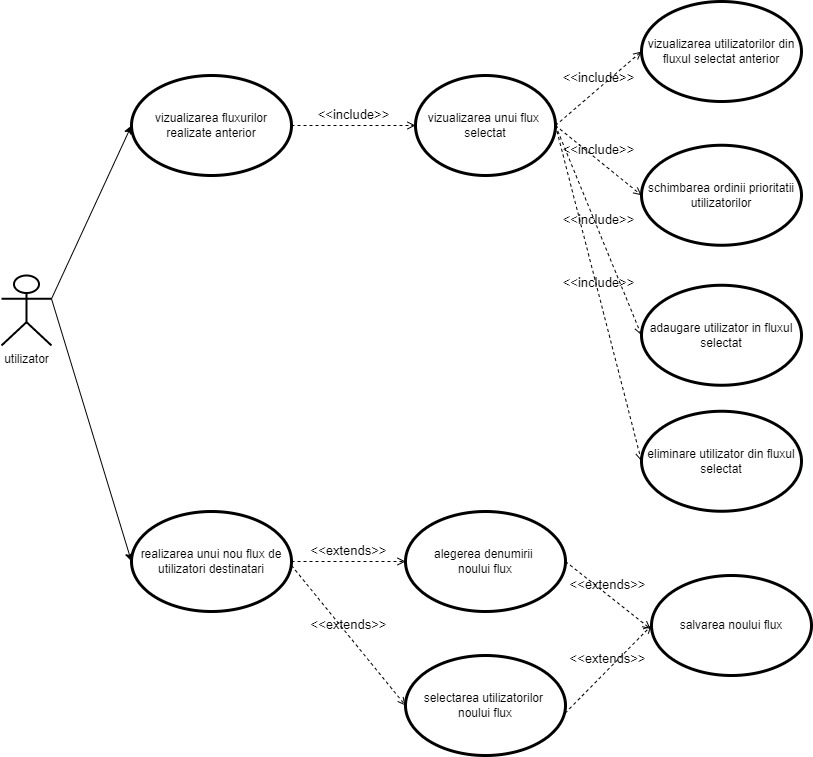 vizualizarea utilizatorilor din
fluxul selectat anterior
<<include>>
vizualizarea fluxurilor
realizate anterior
<<include>>
vizualizarea unui flux
selectat
<<include>>
schimbarea ordinii prioritatii
utilizatorilor
<<include>>
<<include>>
adaugare utilizator in fluxul
selectat
utilizator
eliminare utilizator din fluxul
selectat
realizarea unui nou flux de
utilizatori destinatari
<<extends>>
alegerea denumirii
noului flux
<<extends>>
<<extends>>
salvarea noului flux
<<extends>>
selectarea utilizatorilor
noului flux